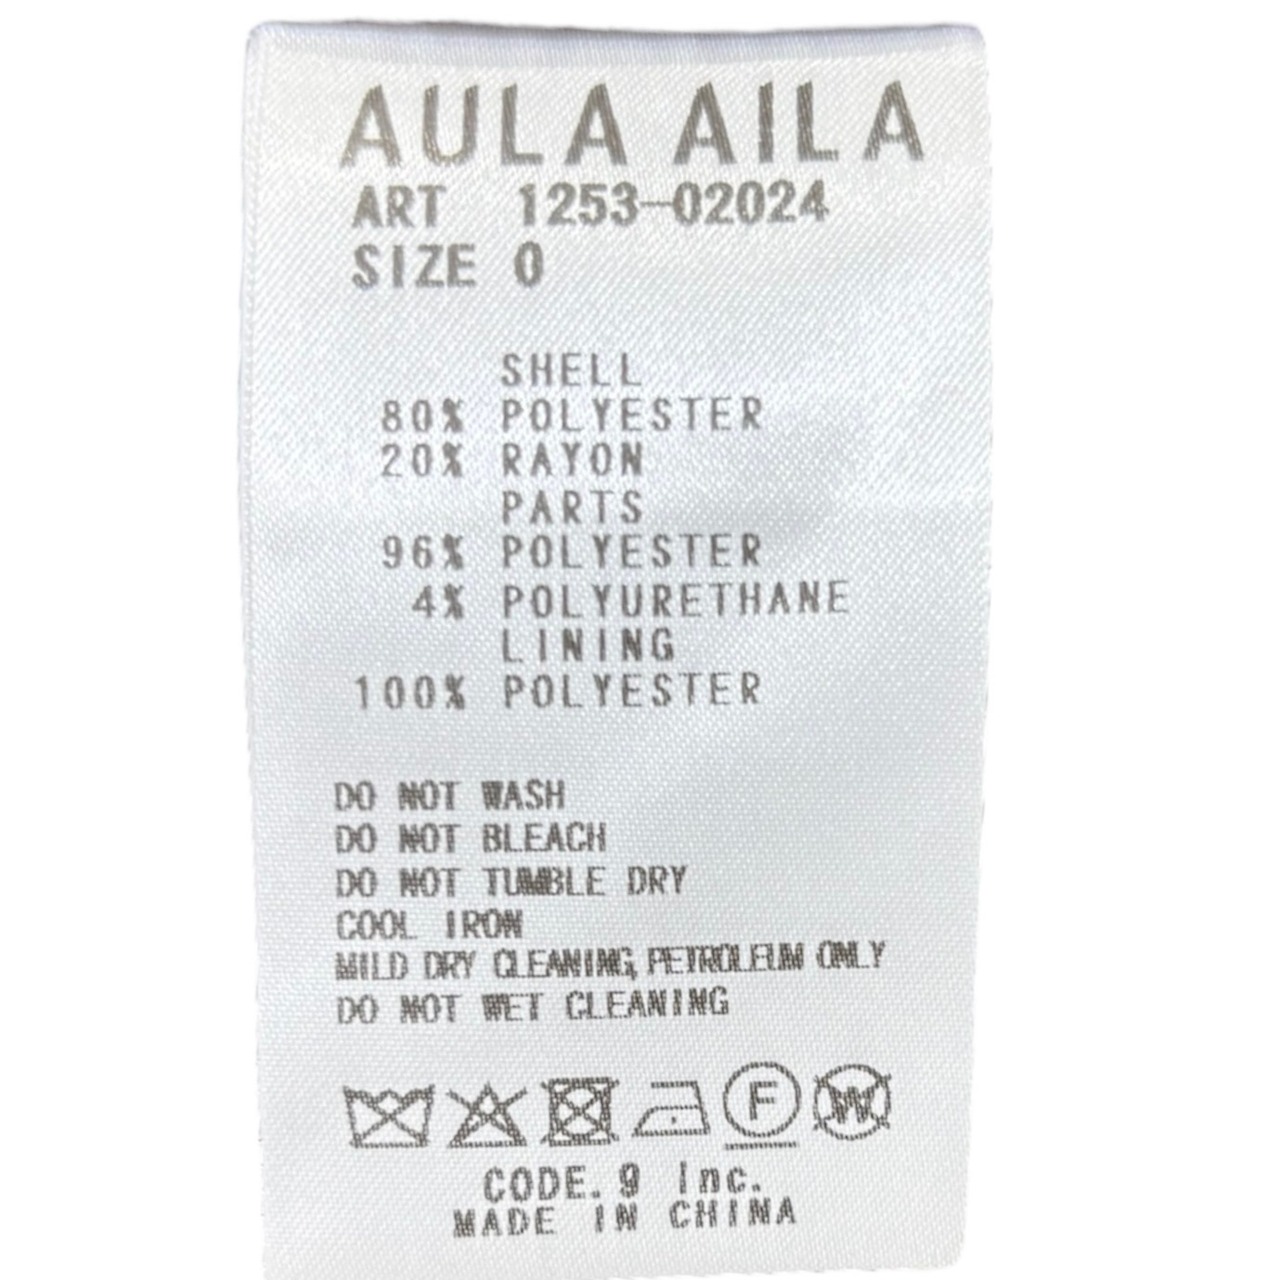 AULA AILA
ART 1253-02024
SIZE 0
SHELL
80% POLYESTER
20% RAYON
PARTS
96% POLYESTER
4% POLYURETHANE
LINING
100% POLYESTER
DO NOT WASH
DO NOT BLEACH
DO NOT TUMBLE DRY
COOL IRON
MILD DRY CLEANING, PETROLEUM ONLY
DO NOT WET CLEANING
F W
CODE.9 Inc.
MADE IN CHINA